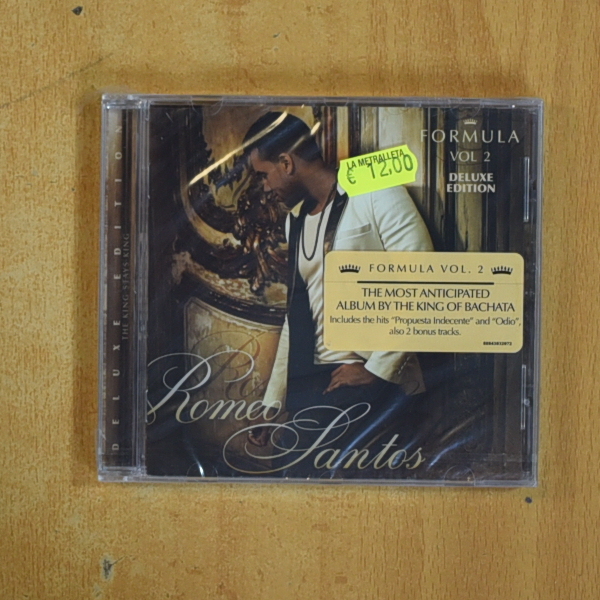 FORMULA
VOL 2
DELUXE
EDITION
LA METRALLETA
€ 12,00
FORMULA VOL. 2
THE MOST ANTICIPATED
ALBUM BY THE KING OF BACHATA
Includes the hits "Propuesta Indecente" and "Odio",
also 2 bonus tracks.
Romeo
Santos
DELUXE EDITION
THE KING STAYS KING